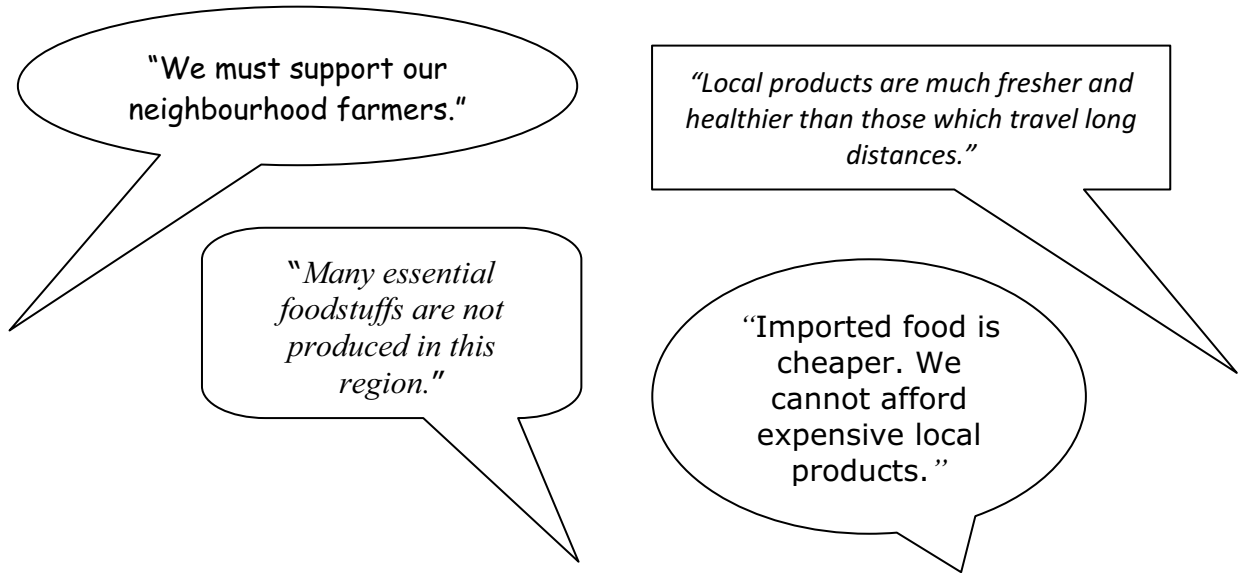 "We must support our
neighbourhood farmers."
“Local products are much fresher and
healthier than those which travel long
distances.”
"Many essential
foodstuffs are not
produced in this
region."
“Imported food is
cheaper. We
cannot afford
expensive local
products.”